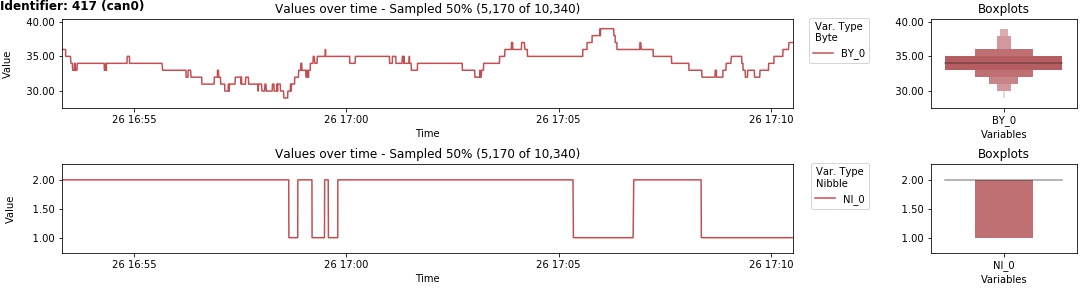 Identifier: 417 (can0)
Values over time - Sampled 50% (5,170 of 10,340)
Value
40.00
35.00
30.00
26 16:55
26 17:00
26 17:05
26 17:10
Time
Var. Type
Byte
BY_0
Boxplots
40.00
35.00
30.00
BY_0
Variables
Values over time - Sampled 50% (5,170 of 10,340)
Value
2.00
1.50
1.00
26 16:55
26 17:00
26 17:05
26 17:10
Time
Var. Type
Nibble
NI_0
Boxplots
2.00
1.50
1.00
NI_0
Variables